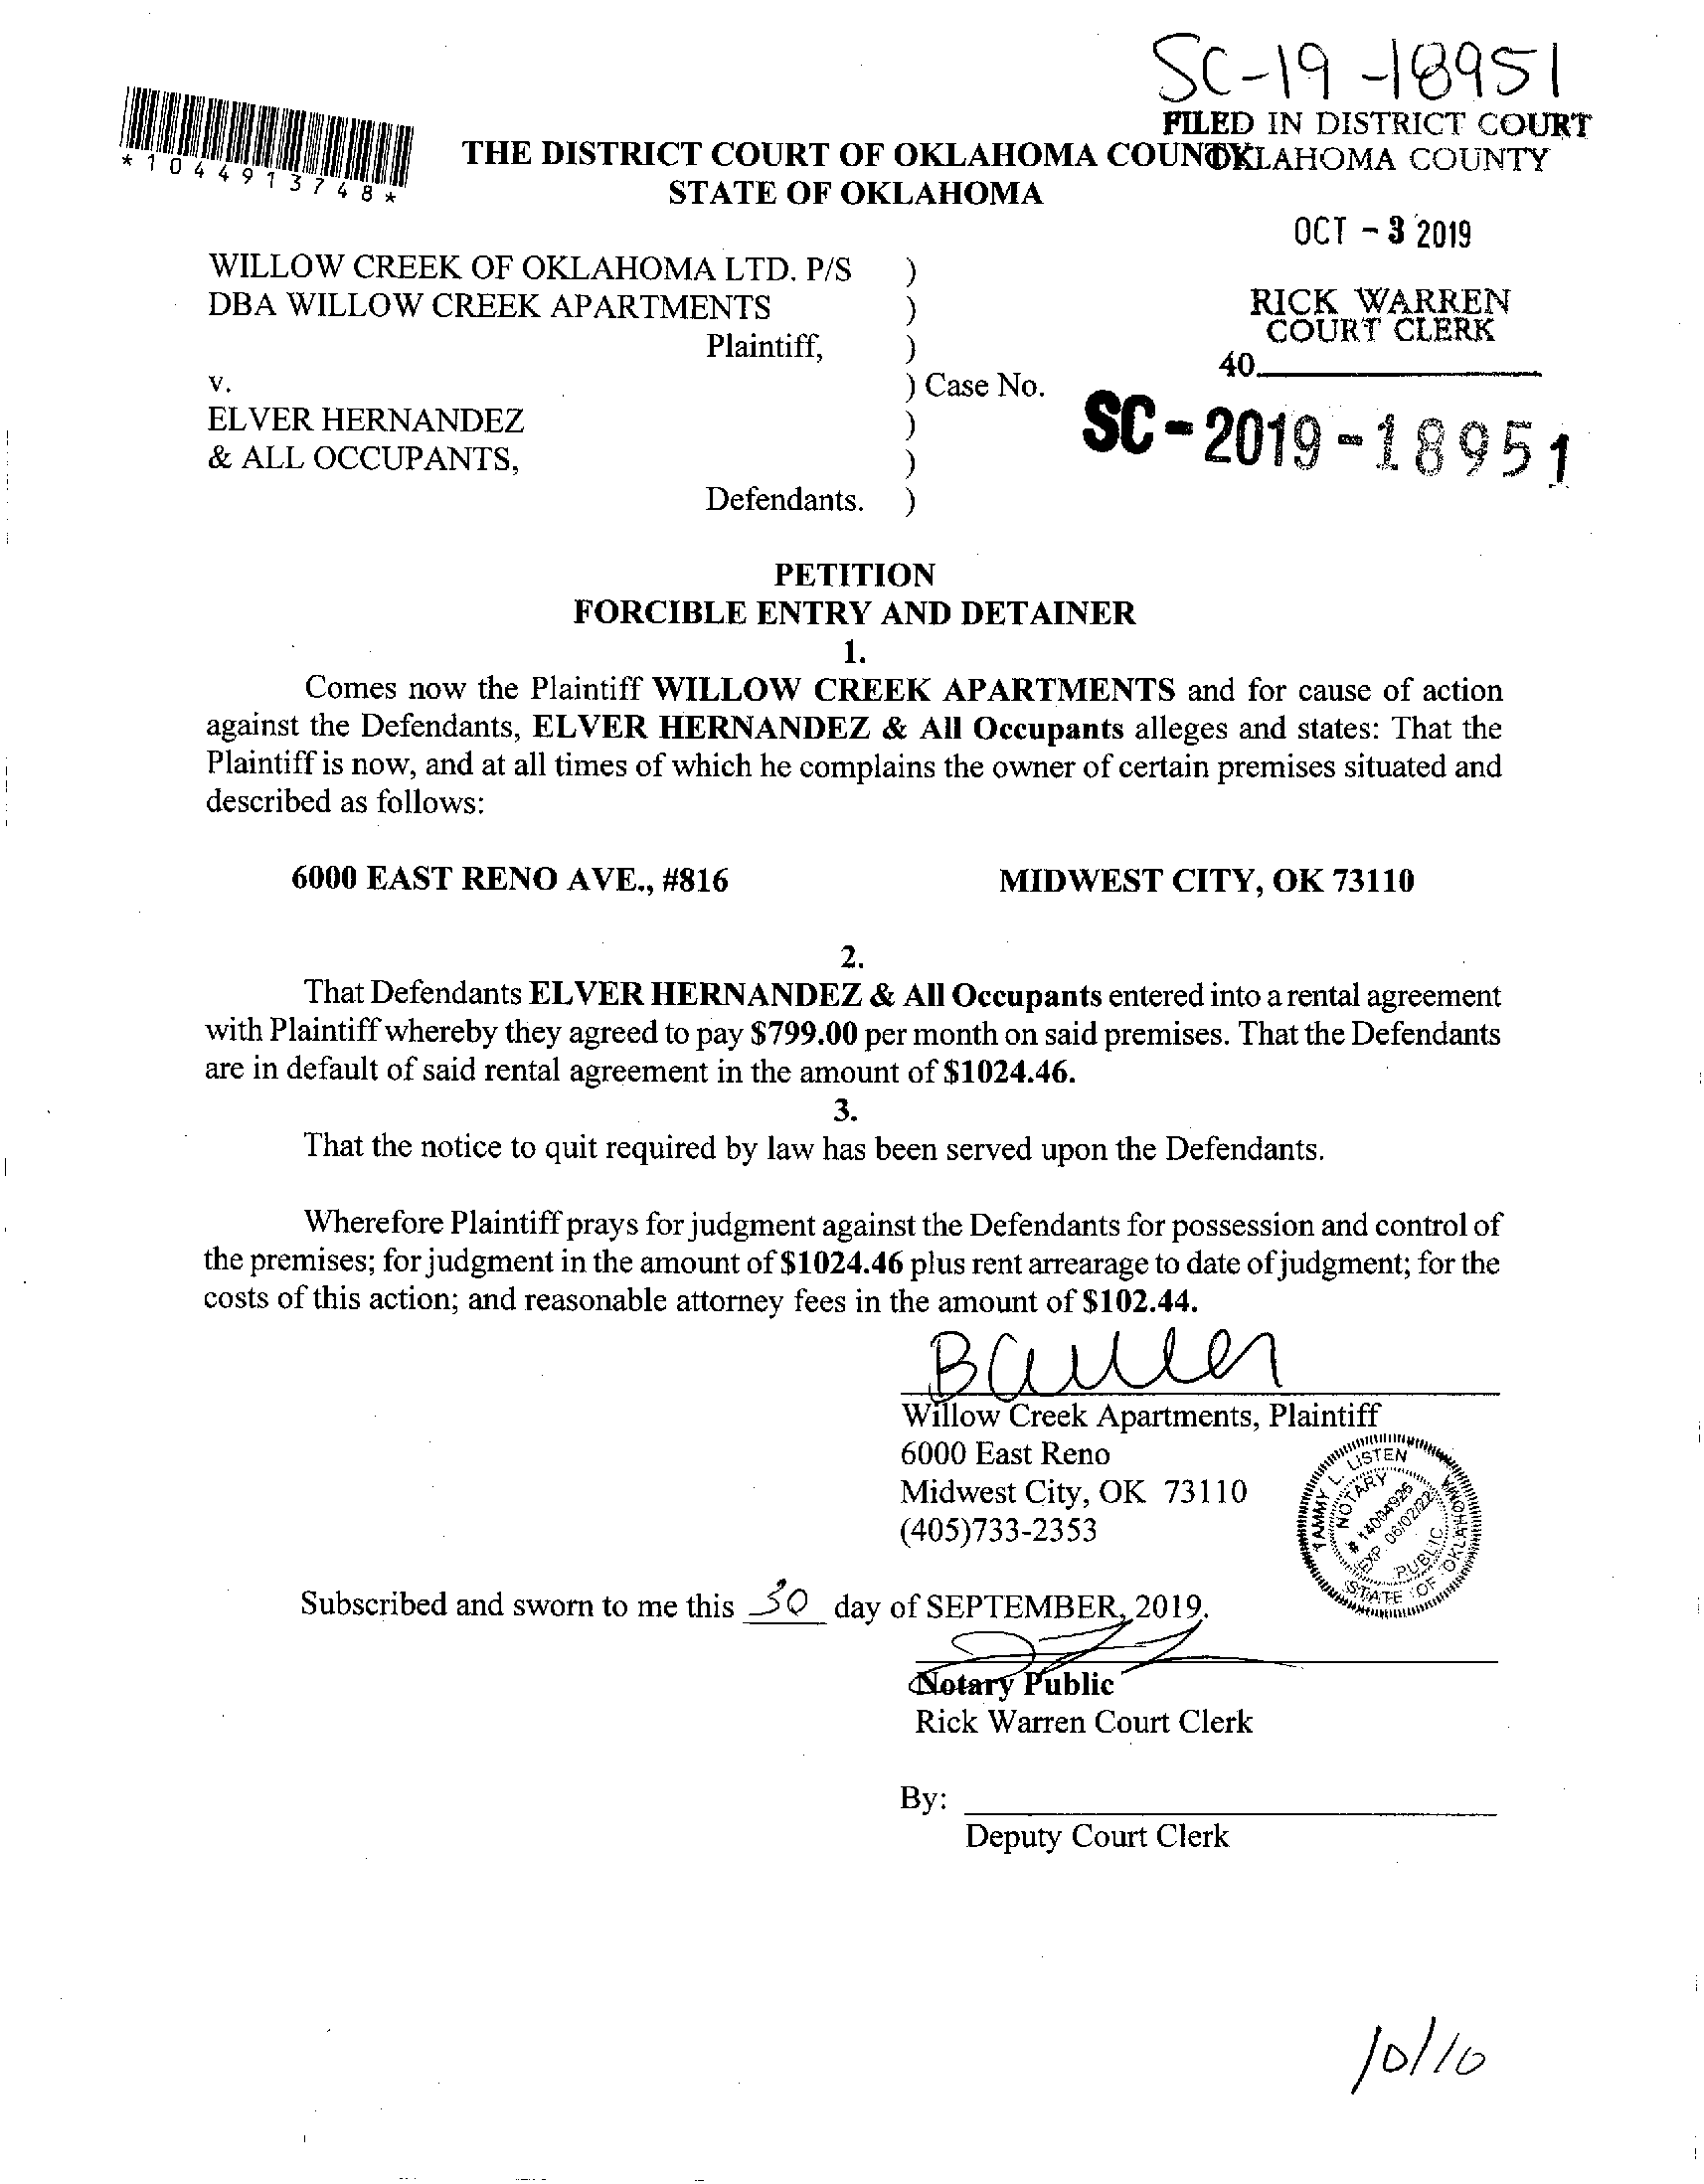 SC-19-18951
FILED IN DISTRICT COURT
OKLAHOMA COUNTY
*1044913748*
THE DISTRICT COURT OF OKLAHOMA COUN
STATE OF OKLAHOMA
OCT - 3 2019
WILLOW CREEK OF OKLAHOMA LTD. P/S )
DBA WILLOW CREEK APARTMENTS )
RICK WARREN
COURT CLERK
Plaintiff, )
40
v. ) Case No.
SC-2019-18951
ELVER HERNANDEZ )
& ALL OCCUPANTS, )
Defendants. )
PETITION
FORCIBLE ENTRY AND DETAINER
1.
Comes now the Plaintiff WILLOW CREEK APARTMENTS and for cause of action
against the Defendants, ELVER HERNANDEZ & All Occupants alleges and states: That the
Plaintiff is now, and at all times of which he complains the owner of certain premises situated and
described as follows:
6000 EAST RENO AVE., #816 MIDWEST CITY, OK 73110
2.
That Defendants ELVER HERNANDEZ & All Occupants entered into a rental agreement
with Plaintiff whereby they agreed to pay $799.00 per month on said premises. That the Defendants
are in default of said rental agreement in the amount of $1024.46.
3.
That the notice to quit required by law has been served upon the Defendants.
Wherefore Plaintiff prays for judgment against the Defendants for possession and control of
the premises; for judgment in the amount of $1024.46 plus rent arrearage to date of judgment; for the
costs of this action; and reasonable attorney fees in the amount of $102.44.
Willow Creek Apartments, Plaintiff
6000 East Reno
Midwest City, OK 73110
(405)733-2353
TAMMY L. LISTEN
NOTARY
# 14004926
EXP. 06/02/22
PUBLIC
STATE OF OKLAHOMA
Subscribed and sworn to me this 30 day of SEPTEMBER, 2019.
Notary Public
Rick Warren Court Clerk
By:
Deputy Court Clerk
10/10